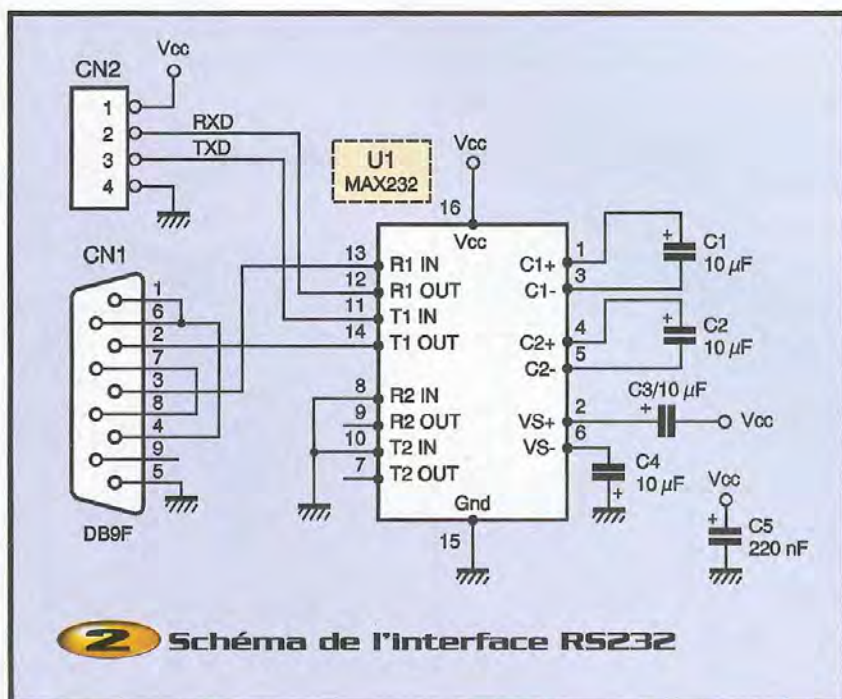 CN2
Vcc
1
2
3
4
RXD
TXD
U1
MAX232
Vcc
16
Vcc
CN1
1
6
2
7
3
8
4
9
5
DB9F
13
R1 IN
12
R1 OUT
11
T1 IN
14
T1 OUT
8
R2 IN
9
R2 OUT
10
T2 IN
7
T2 OUT
Gnd
15
C1+
1
C1-
3
C2+
4
C2-
5
VS+
2
VS-
6
+
C1
10 µF
+
C2
10 µF
C3/10 µF
+
Vcc
C4
10 µF
+
Vcc
+
C5
220 nF
2 Schéma de l'interface RS232